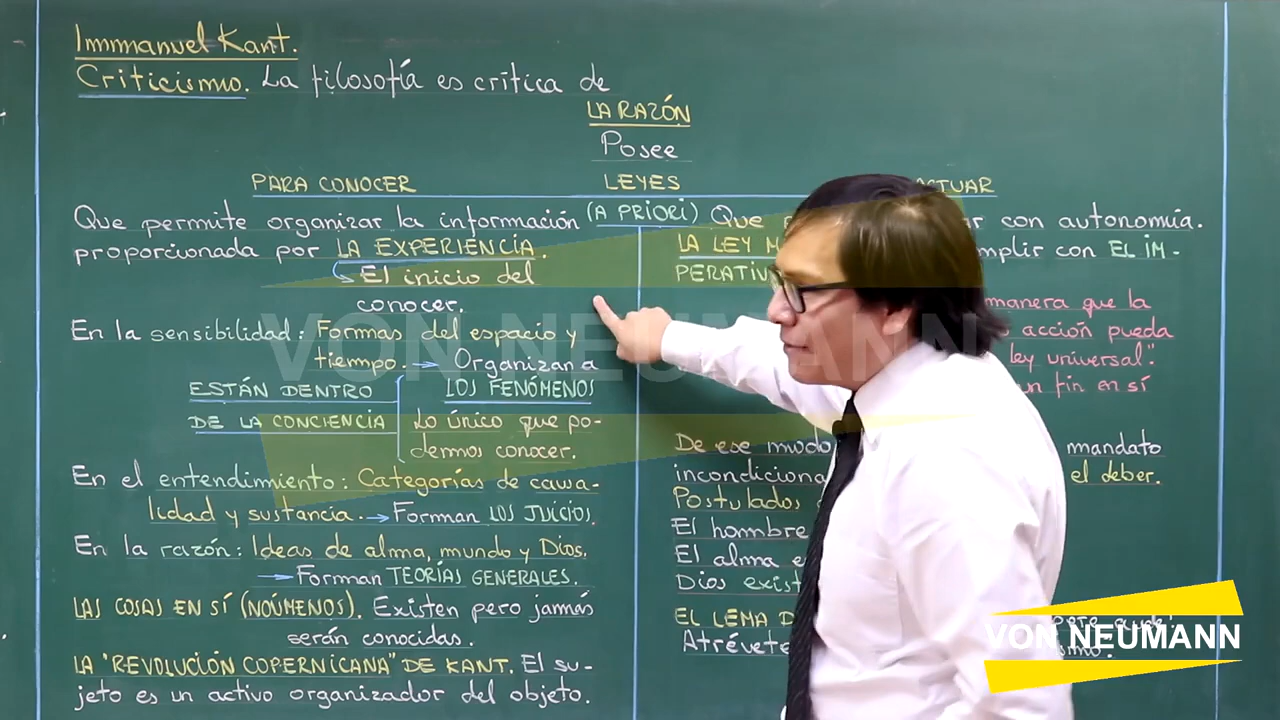 Immanuel Kant.
Criticismo. La filosofía es crítica de
LA RAZÓN
Posee
PARA CONOCER
LEYES
ACTUAR
(A PRIORI)
Que permite organizar la información
proporcionada por LA EXPERIENCIA.
↳ El inicio del
conocer.
En la sensibilidad: Formas del espacio y
tiempo. → Organizan a
ESTÁN DENTRO
LOS FENÓMENOS
DE LA CONCIENCIA
Lo único que po-
demos conocer.
En el entendimiento: Categorías de causa-
lidad y sustancia. → Forman LOS JUICIOS.
En la razón: Ideas de alma, mundo y Dios.
→ Forman TEORÍAS GENERALES.
LAS COSAS EN SÍ (NOÚMENOS). Existen pero jamás
serán conocidas.
LA "REVOLUCIÓN COPERNICANA" DE KANT. El su-
jeto es un activo organizador del objeto.
Que con autonomía.
LA LEY CON EL IM-
manera que la
acción pueda
ley universal".
un fin en sí
De ese modo mandato
el deber.
Postulados
El hombre
El alma
Dios
EL LEMA
Atrévete
VON NEUMANN
VON NEUMANN